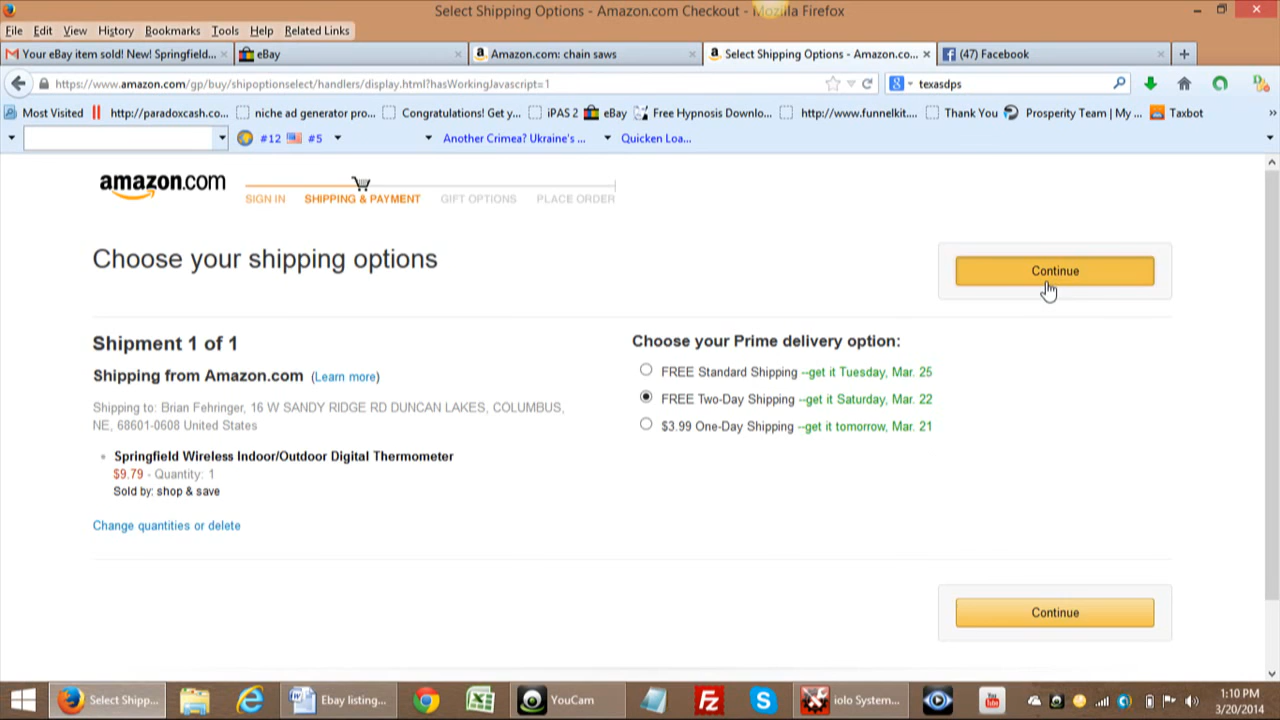 Select Shipping Options - Amazon.com Checkout - Mozilla Firefox
File Edit View History Bookmarks Tools Help Related Links
Your eBay item sold! New! Springfield... eBay Amazon.com: chain saws Select Shipping Options - Amazon.co... (47) Facebook
https://www.amazon.com/gp/buy/shipoptionselect/handlers/display.html?hasWorkingJavascript=1 texasdps
Most Visited http://paradoxcash.co... niche ad generator pro... Congratulations! Get y... iPAS 2 eBay Free Hypnosis Downlo... http://www.funnelkit.... Thank You Prosperity Team | My ... Taxbot
#12 #5 Another Crimea? Ukraine's ... Quicken Loa...
amazon.com
SIGN IN SHIPPING & PAYMENT GIFT OPTIONS PLACE ORDER
Choose your shipping options
Continue
Shipment 1 of 1
Shipping from Amazon.com (Learn more)
Shipping to: Brian Fehringer, 16 W SANDY RIDGE RD DUNCAN LAKES, COLUMBUS,
NE, 68601-0608 United States
Springfield Wireless Indoor/Outdoor Digital Thermometer
$9.79 - Quantity: 1
Sold by: shop & save
Change quantities or delete
Choose your Prime delivery option:
FREE Standard Shipping --get it Tuesday, Mar. 25
FREE Two-Day Shipping --get it Saturday, Mar. 22
$3.99 One-Day Shipping --get it tomorrow, Mar. 21
Continue
Select Shipp... Ebay listing... YouCam iolo System...
1:10 PM
3/20/2014